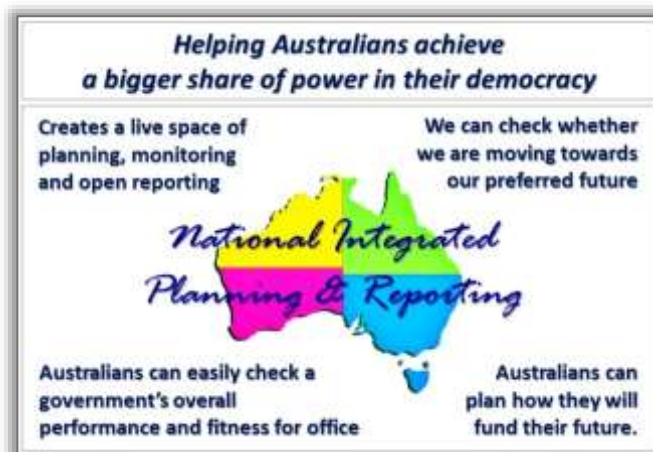 Helping Australians achieve
a bigger share of power in their democracy
Creates a live space of
planning, monitoring
and open reporting
We can check whether
we are moving towards
our preferred future
National Integrated
Planning & Reporting
Australians can easily check a
government's overall
performance and fitness for office
Australians can
plan how they will
fund their future.